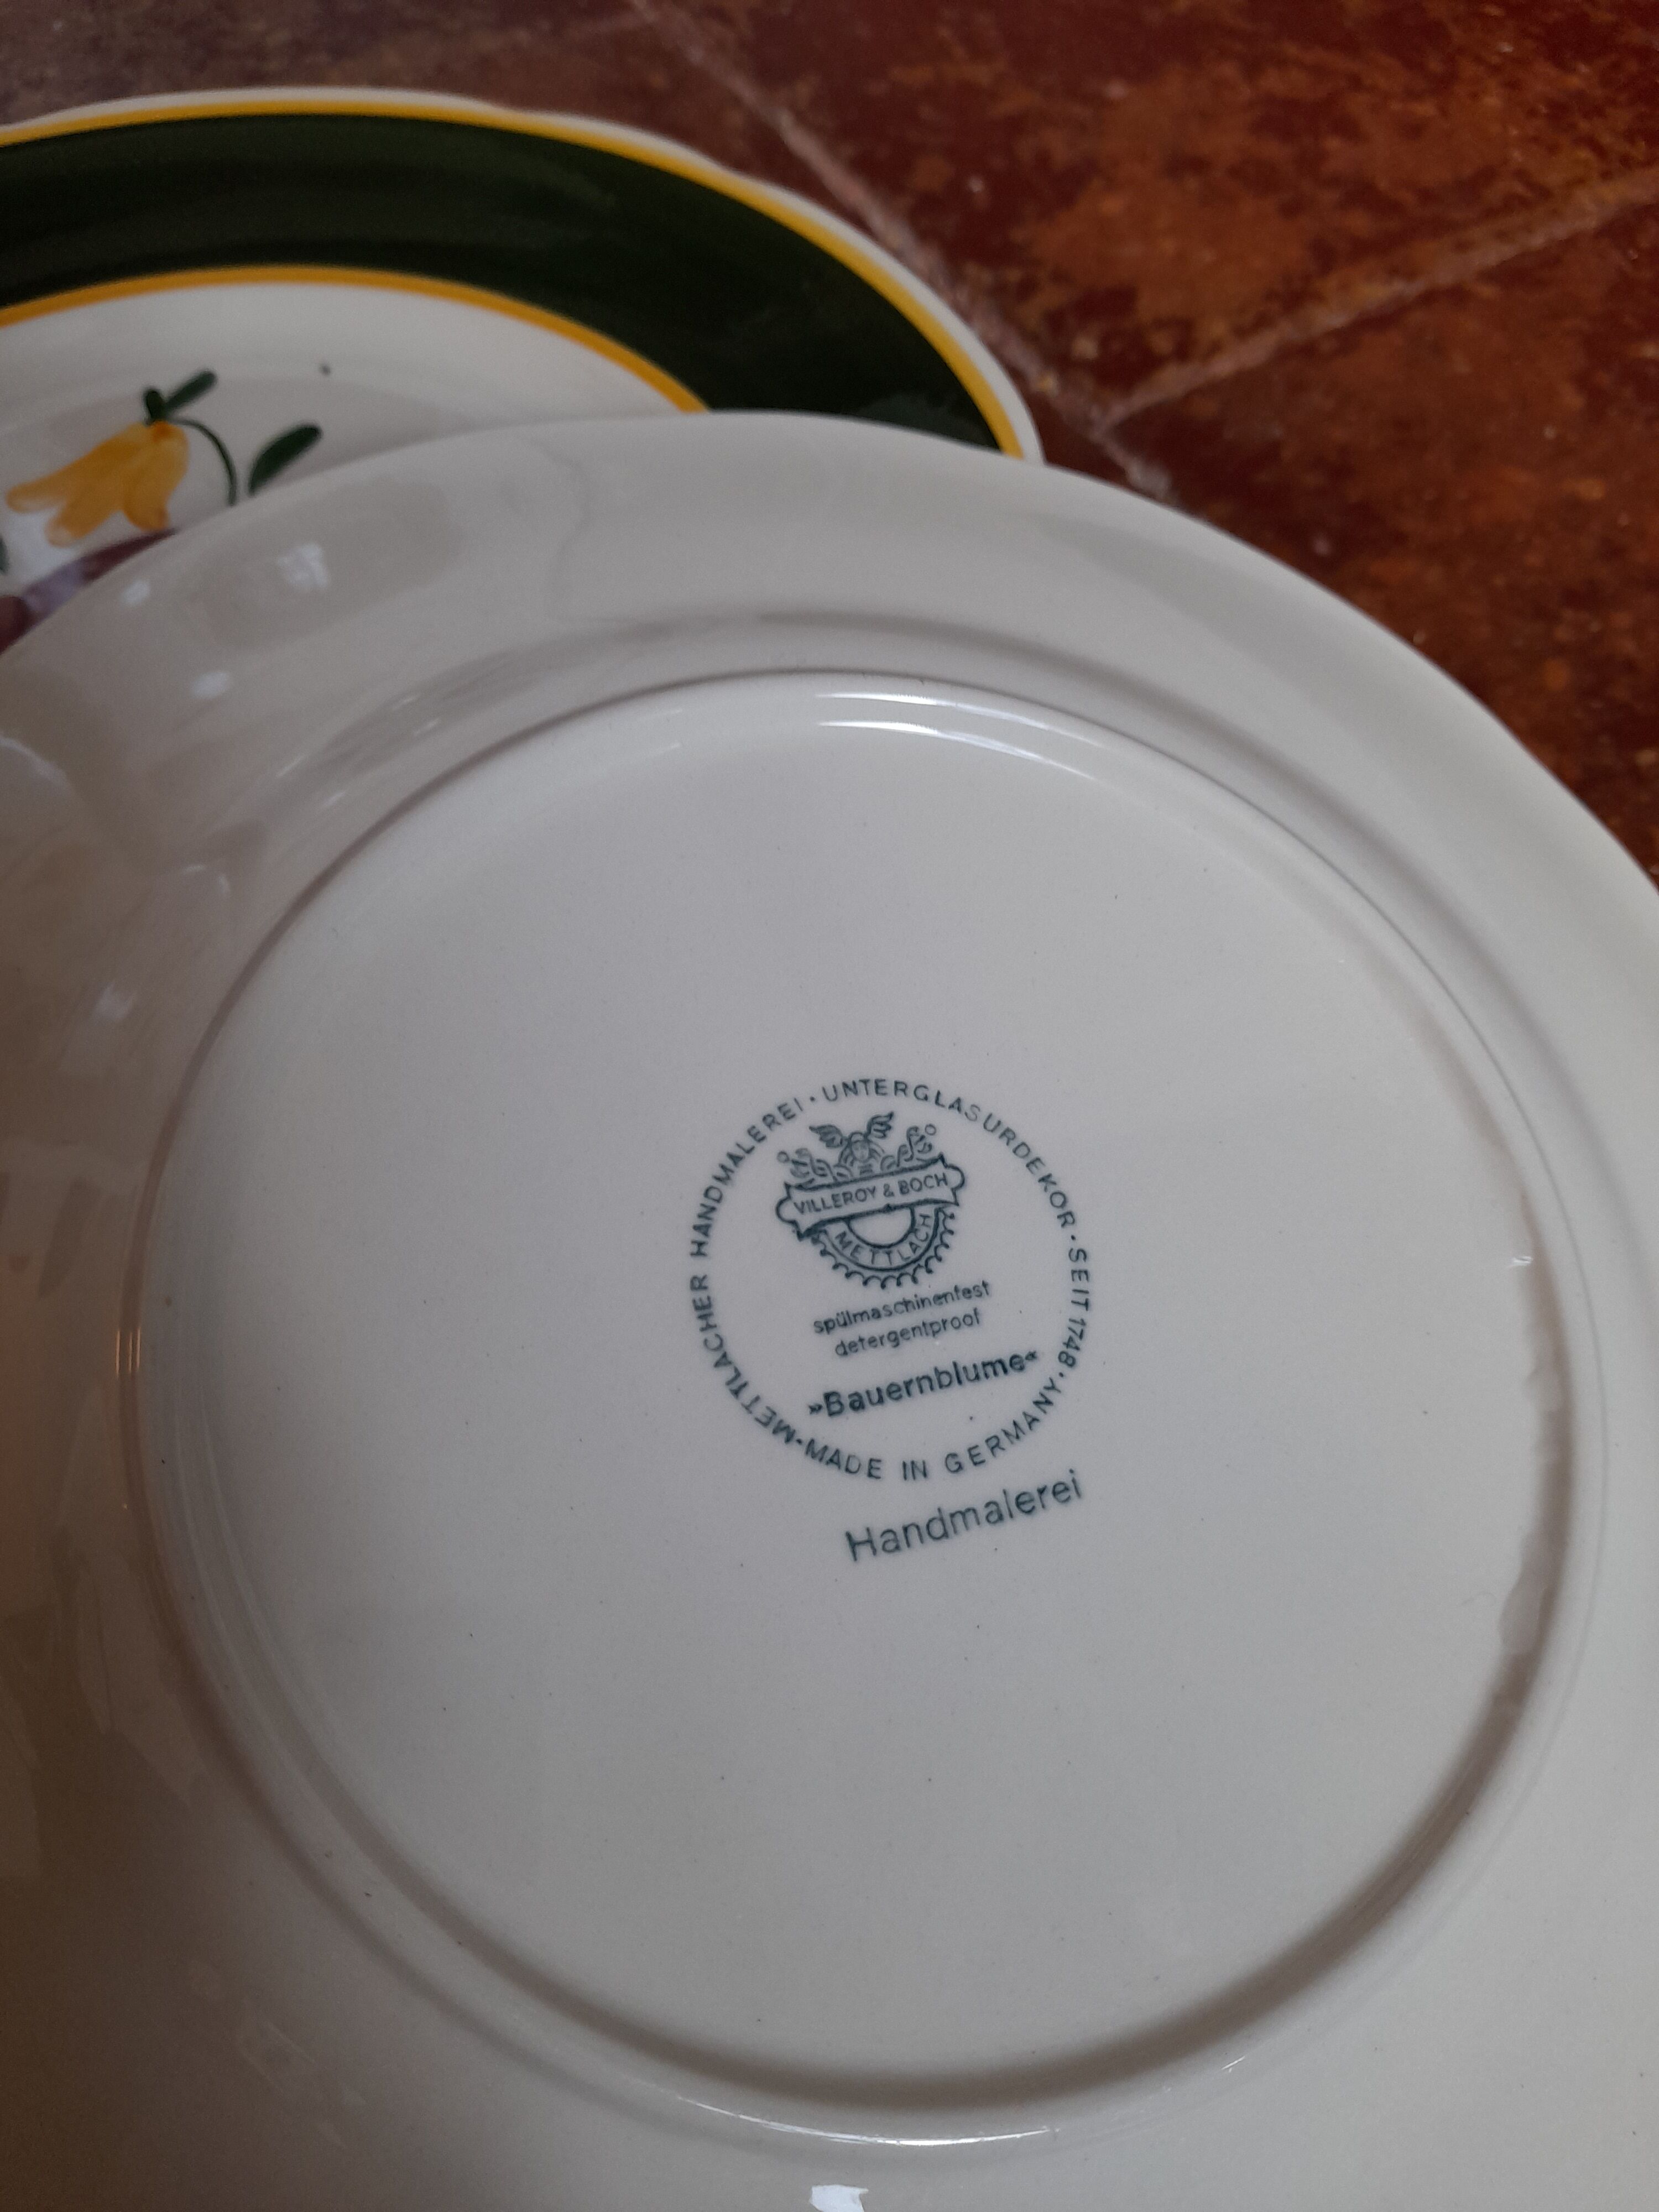 METTLACHER HANDMALEREI · UNTERGLASURDEKOR · SEIT 1748 · MADE IN GERMANY ·
VILLEROY & BOCH
METTLACH
spülmaschinenfest
detergentproof
»Bauernblume«
Handmalerei